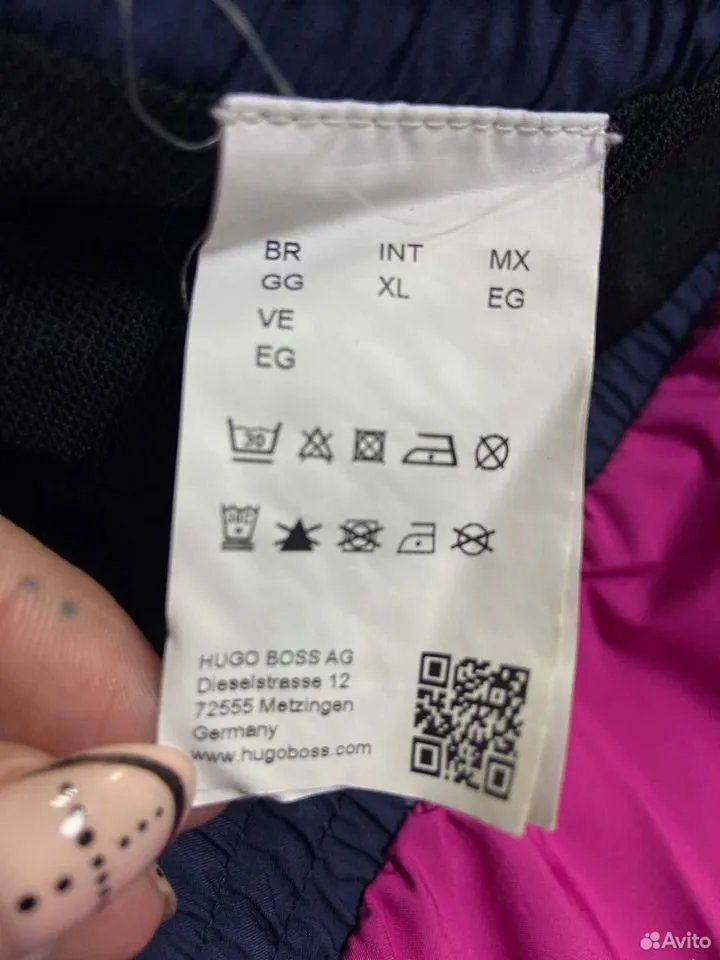 BR INT MX
GG XL EG
VE
EG
30
HUGO BOSS AG
Dieselstrasse 12
72555 Metzingen
Germany
www.hugoboss.com
Avito